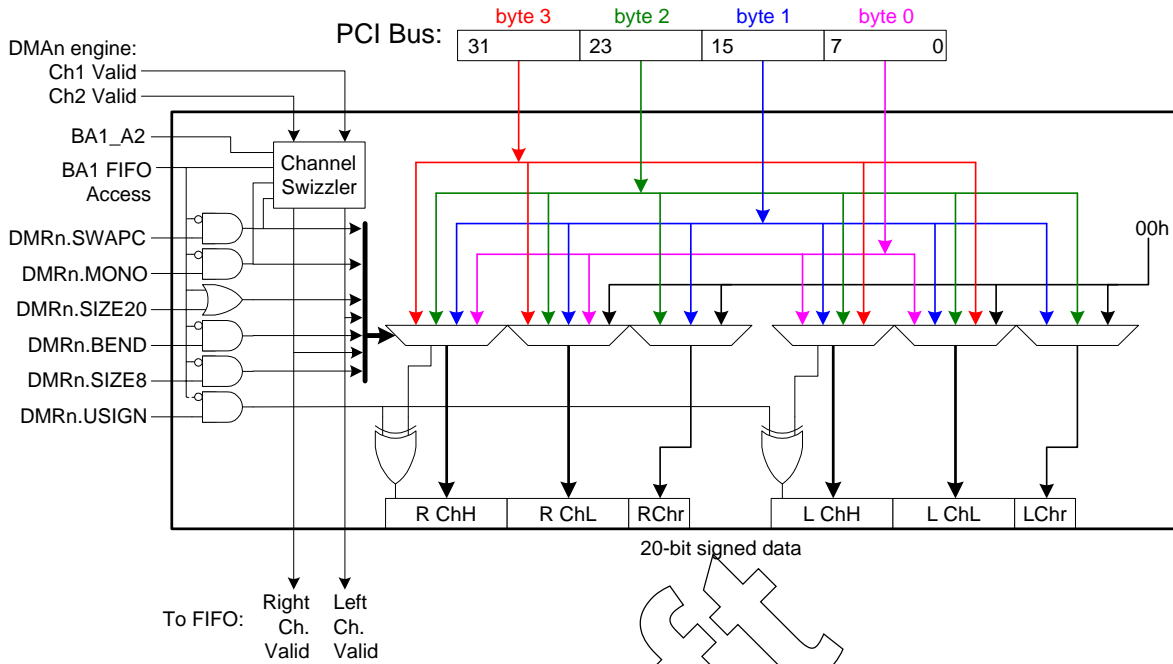 byte 3 byte 2 byte 1 byte 0
PCI Bus: 31 23 15 7 0
DMAn engine:
Ch1 Valid
Ch2 Valid
BA1_A2
BA1 FIFO
Access
Channel
Swizzler
DMRn.SWAPC
DMRn.MONO
DMRn.SIZE20
DMRn.BEND
DMRn.SIZE8
DMRn.USIGN
00h
R ChH R ChL RChr L ChH L ChL LChr
20-bit signed data
To FIFO:
Right
Ch.
Valid
Left
Ch.
Valid
ft